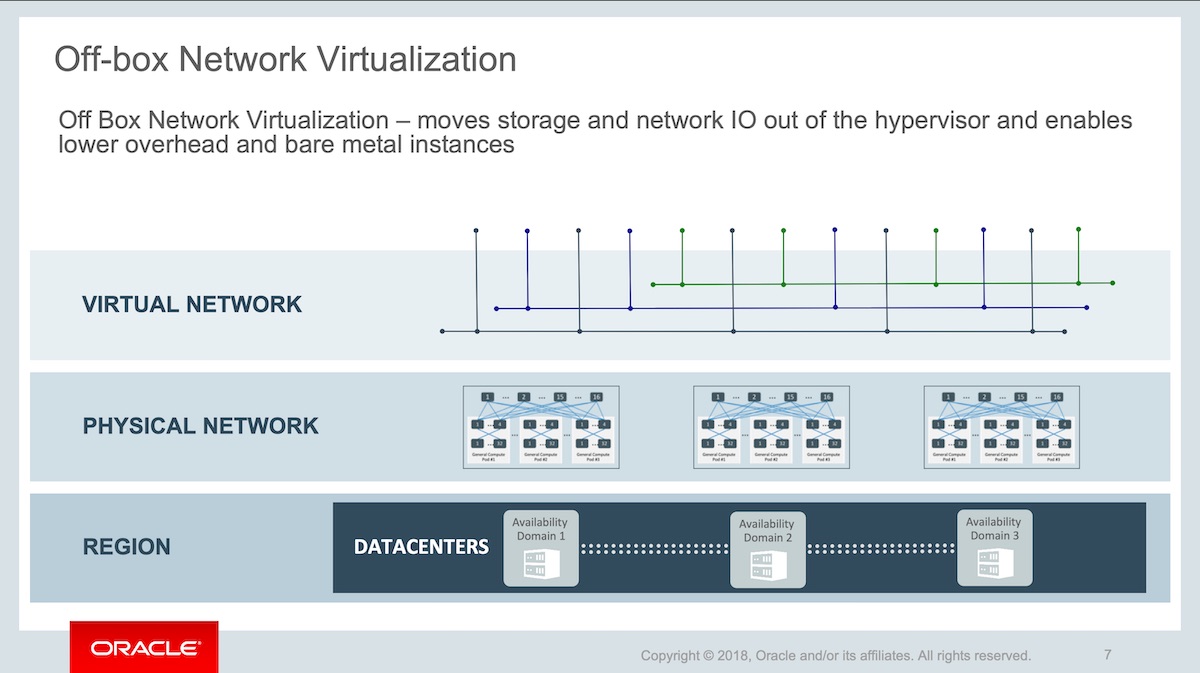 Off-box Network Virtualization
Off Box Network Virtualization – moves storage and network IO out of the hypervisor and enables
lower overhead and bare metal instances
VIRTUAL NETWORK
PHYSICAL NETWORK
1 ... 2 ... 15 ... 16
1 ... 4 1 ... 4 1 ... 4
... ...
1 ... 32 1 ... 32 1 ... 32
General Compute General Compute General Compute
Pod #1 Pod #2 Pod #3
1 ... 2 ... 15 ... 16
1 ... 4 1 ... 4 1 ... 4
... ...
1 ... 32 1 ... 32 1 ... 32
General Compute General Compute General Compute
Pod #1 Pod #2 Pod #3
1 ... 2 ... 15 ... 16
1 ... 4 1 ... 4 1 ... 4
... ...
1 ... 32 1 ... 32 1 ... 32
General Compute General Compute General Compute
Pod #1 Pod #2 Pod #3
REGION
DATACENTERS
Availability
Domain 1
Availability
Domain 2
Availability
Domain 3
ORACLE®
Copyright © 2018, Oracle and/or its affiliates. All rights reserved.
7